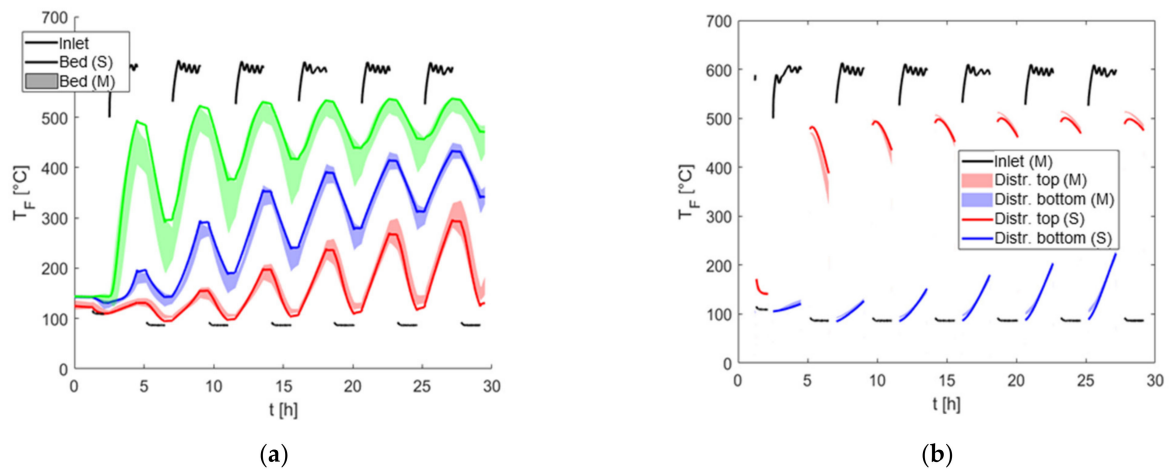 700
600
500
400
300
200
100
0
T_F [°C]
Inlet
Bed (S)
Bed (M)
0 5 10 15 20 25 30
t [h]
(a)
700
600
500
400
300
200
100
0
T_F [°C]
Inlet (M)
Distr. top (M)
Distr. bottom (M)
Distr. top (S)
Distr. bottom (S)
0 5 10 15 20 25 30
t [h]
(b)